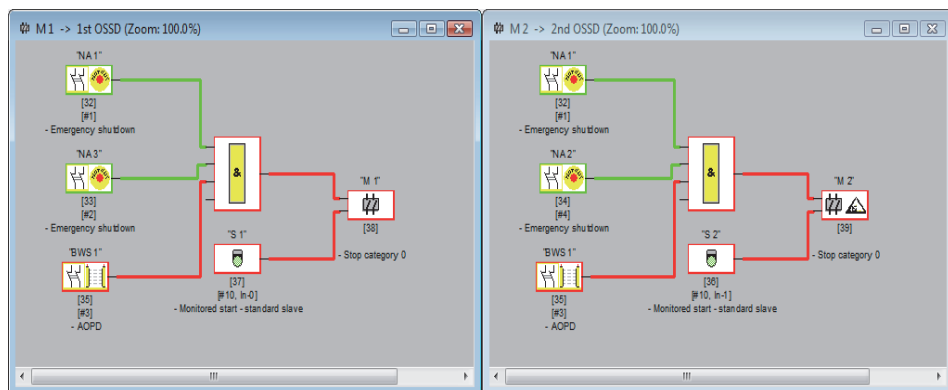 M 1 -> 1st OSSD (Zoom: 100.0%)
"NA 1"
[32]
[#1]
- Emergency shutdown
"NA 3"
[33]
[#2]
- Emergency shutdown
"BWS 1"
[35]
[#3]
- AOPD
&
"S 1"
[37]
[#10, In-0]
- Monitored start - standard slave
"M 1"
[38]
- Stop category 0
M 2 -> 2nd OSSD (Zoom: 100.0%)
"NA 1"
[32]
[#1]
- Emergency shutdown
"NA 2"
[34]
[#4]
- Emergency shutdown
"BWS 1"
[35]
[#3]
- AOPD
&
"S 2"
[36]
[#10, In-1]
- Monitored start - standard slave
"M 2"
[39]
- Stop category 0